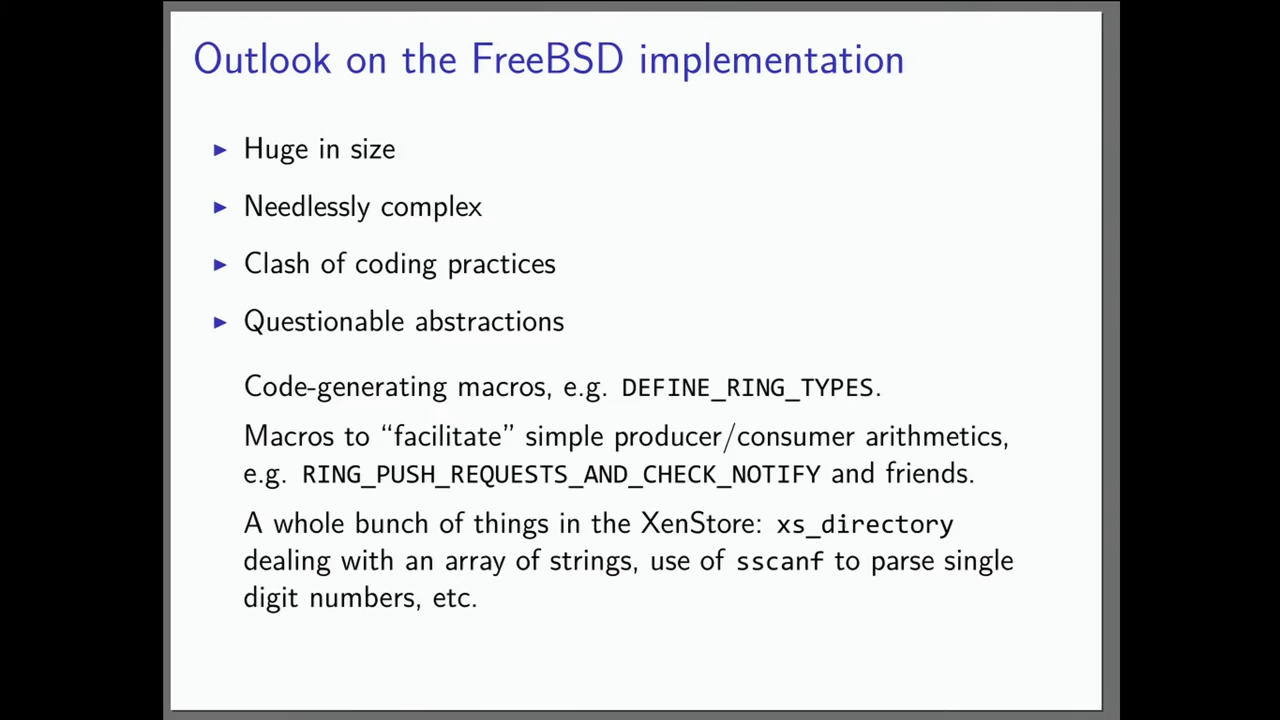 Outlook on the FreeBSD implementation
▶ Huge in size
▶ Needlessly complex
▶ Clash of coding practices
▶ Questionable abstractions
Code-generating macros, e.g. DEFINE_RING_TYPES.
Macros to “facilitate” simple producer/consumer arithmetics,
e.g. RING_PUSH_REQUESTS_AND_CHECK_NOTIFY and friends.
A whole bunch of things in the XenStore: xs_directory
dealing with an array of strings, use of sscanf to parse single
digit numbers, etc.